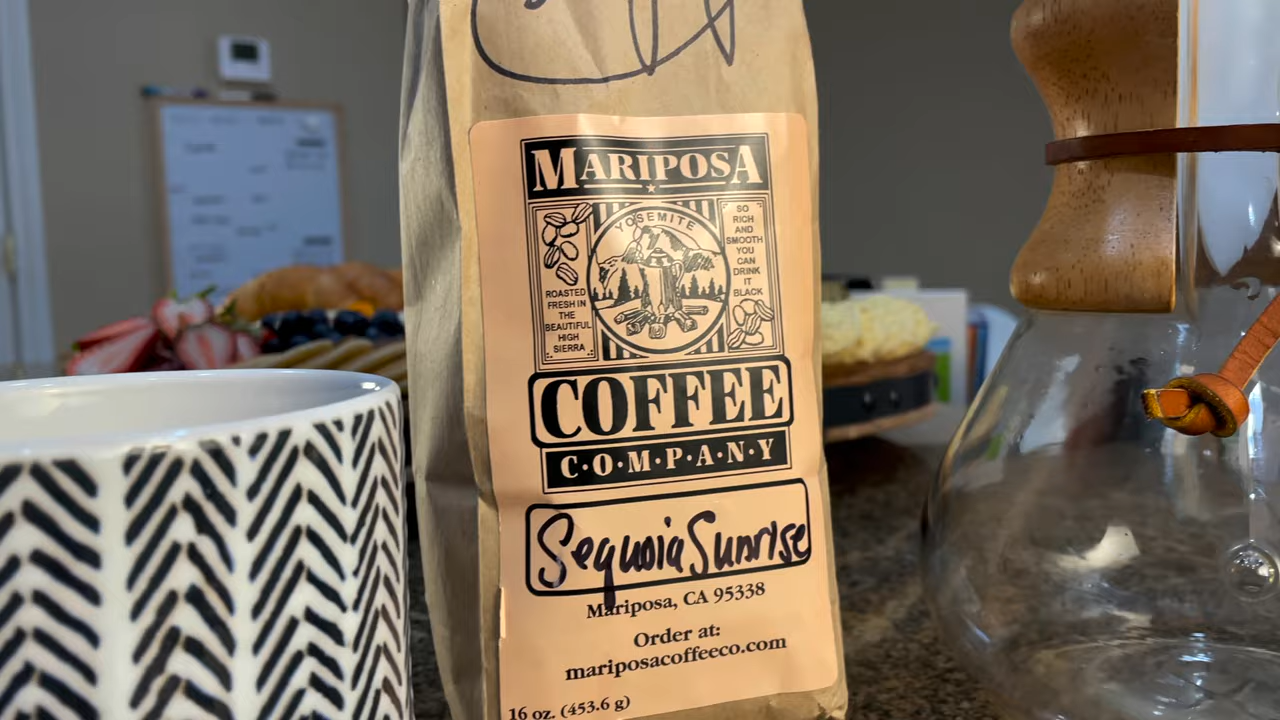 MARIPOSA
YOSEMITE
ROASTED
FRESH IN
THE
BEAUTIFUL
HIGH
SIERRA
SO
RICH
AND
SMOOTH
YOU
CAN
DRINK
IT
BLACK
COFFEE
C·O·M·P·A·N·Y
Sequoia Sunrise
Mariposa, CA 95338
Order at:
mariposacoffeeco.com
16 oz. (453.6 g)